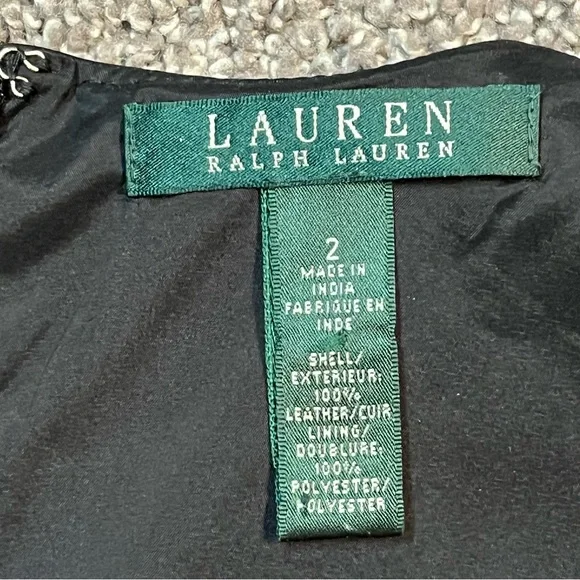 LAUREN
RALPH LAUREN
2
MADE IN
INDIA
FABRIQUE EN
INDE
SHELL/
EXTERIEUR:
100%
LEATHER/CUIR
LINING/
DOUBLURE:
100%
POLYESTER/
POLYESTER